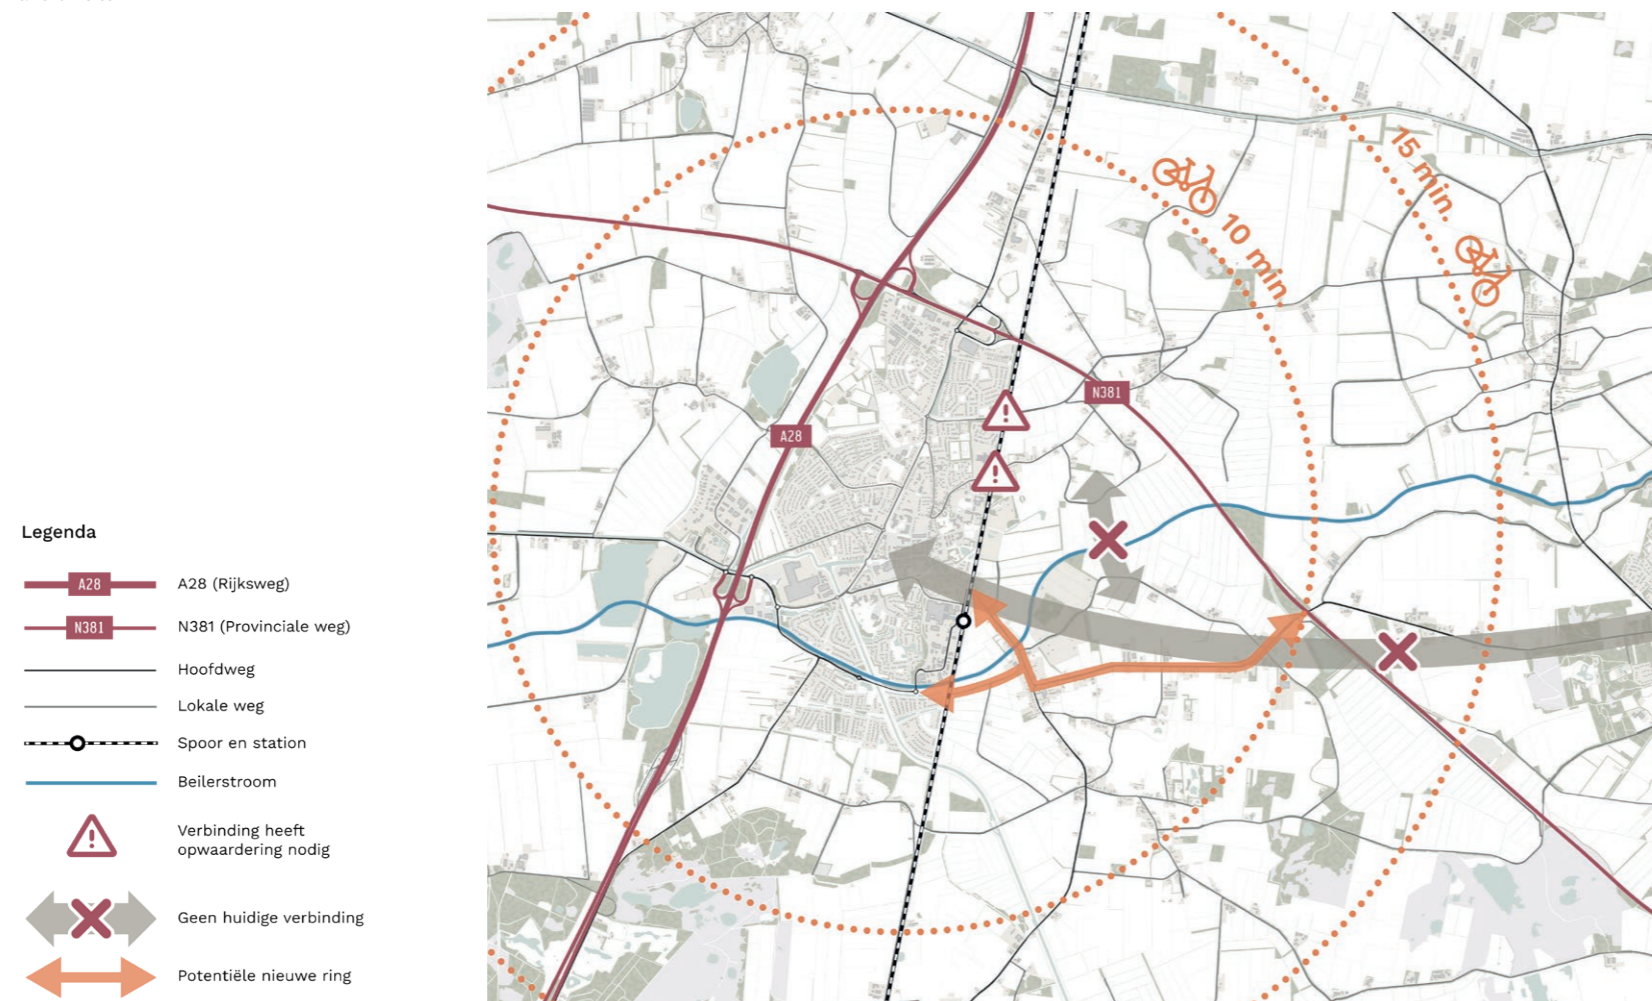 Legenda
A28
A28 (Rijksweg)
N381
N381 (Provinciale weg)
Hoofdweg
Lokale weg
Spoor en station
Beilerstroom
Verbinding heeft
opwaardering nodig
Geen huidige verbinding
Potentiële nieuwe ring
15 min
10 min
N381
A28